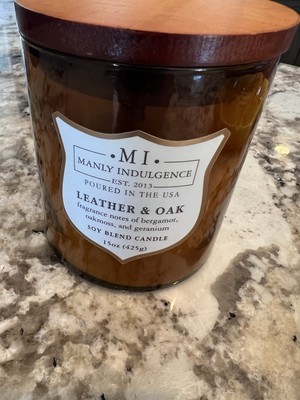 · MI ·
MANLY INDULGENCE
EST. 2013
POURED IN THE USA
LEATHER & OAK
fragrance notes of bergamot,
oakmoss, and geranium
SOY BLEND CANDLE
15oz (425g)